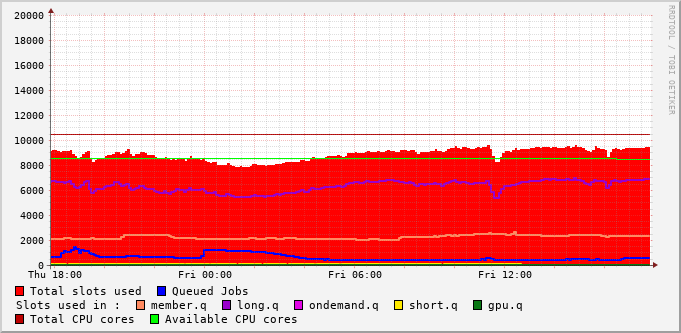 RRDTOOL / TOBI OETIKER
20000
18000
16000
14000
12000
10000
8000
6000
4000
2000
0
Thu 18:00 Fri 00:00 Fri 06:00 Fri 12:00
Total slots used Queued Jobs
Slots used in : member.q long.q ondemand.q short.q gpu.q
Total CPU cores Available CPU cores